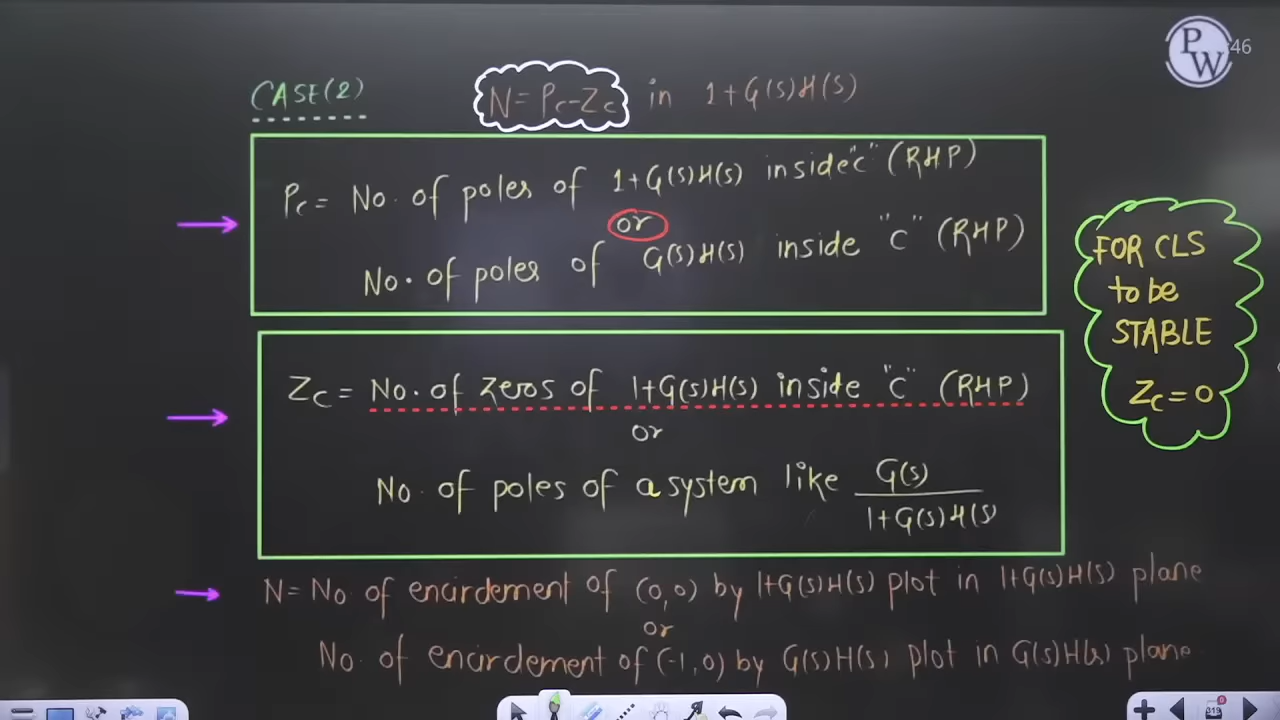 PW 46
CASE(2) N=Pc-Zc in 1+G(s)H(s)
Pc = No. of poles of 1+G(s)H(s) inside "c" (RHP)
or
No. of poles of G(s)H(s) inside "c" (RHP)
FOR CLS
to be
STABLE
Zc=0
Zc = No. of zeros of 1+G(s)H(s) inside "c" (RHP)
or
No. of poles of a system like G(s)
1+G(s)H(s)
N= No. of encirdement of (0,0) by 1+G(s)H(s) plot in 1+G(s)H(s) plane
or
No. of encirdement of (-1,0) by G(s)H(s) plot in G(s)H(s) plane
319